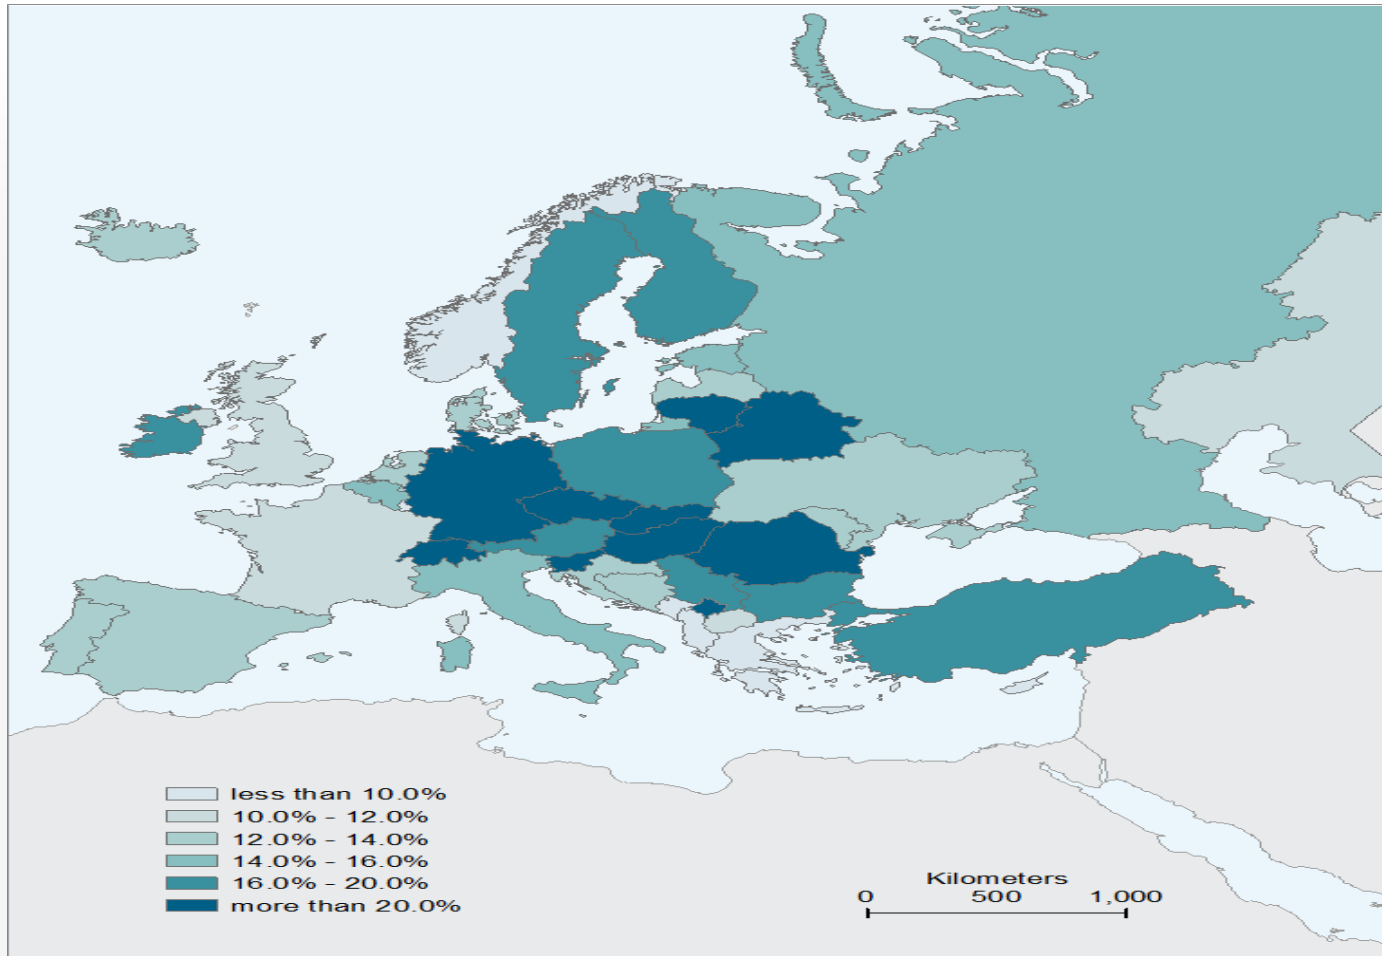 less than 10.0%
10.0% - 12.0%
12.0% - 14.0%
14.0% - 16.0%
16.0% - 20.0%
more than 20.0%
Kilometers
0 500 1,000